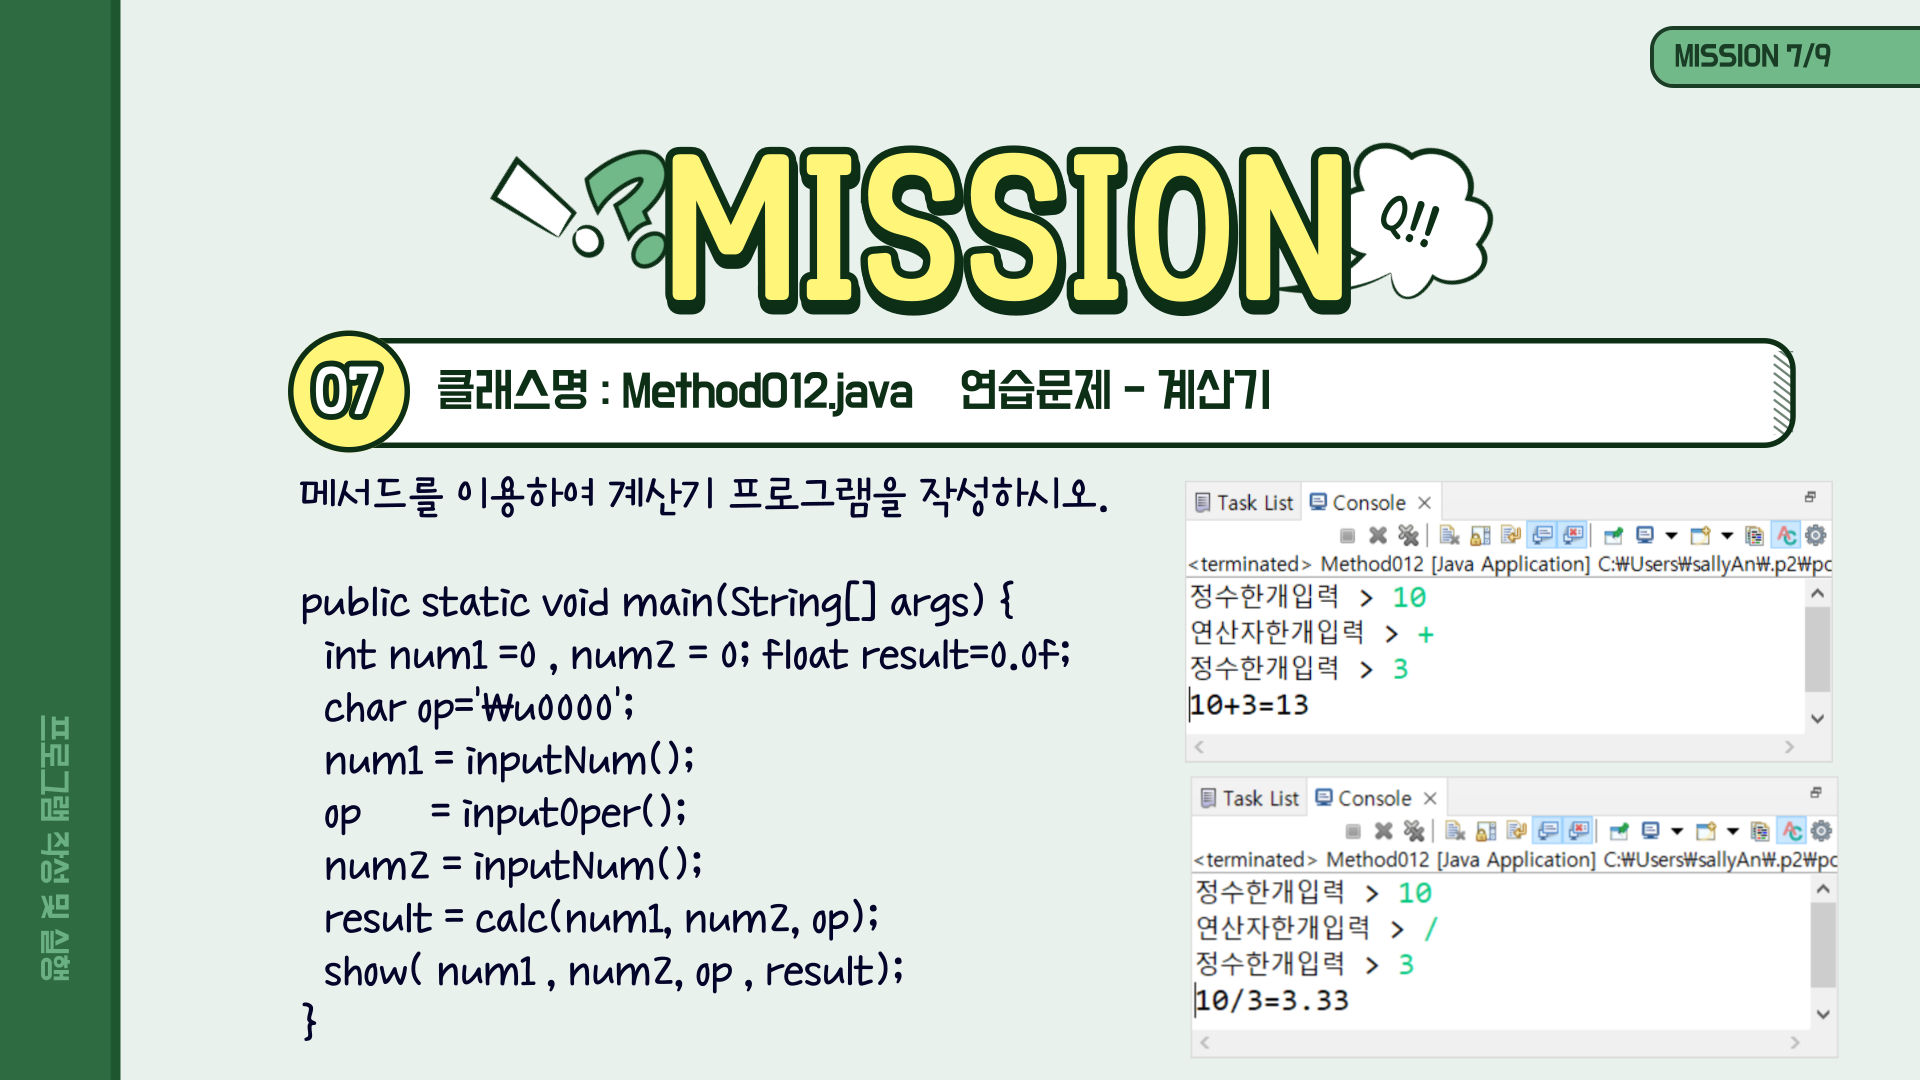 MISSION 7/9
MISSION
Q!!
07
클래스명 : Method012.java 연습문제 - 계산기
메서드를 이용하여 계산기 프로그램을 작성하시오.
public static void main(String[] args) {
int num1 =0 , num2 = 0; float result=0.0f;
char op='₩u0000';
num1 = inputNum();
op = inputOper();
num2 = inputNum();
result = calc(num1, num2, op);
show( num1 , num2, op , result);
}
Task List Console
<terminated> Method012 [Java Application] C:₩Users₩sallyAn₩.p2₩pc
정수한개입력 > 10
연산자한개입력 > +
정수한개입력 > 3
10+3=13
Task List Console
<terminated> Method012 [Java Application] C:₩Users₩sallyAn₩.p2₩pc
정수한개입력 > 10
연산자한개입력 > /
정수한개입력 > 3
10/3=3.33
프로그램 작성 및 실행